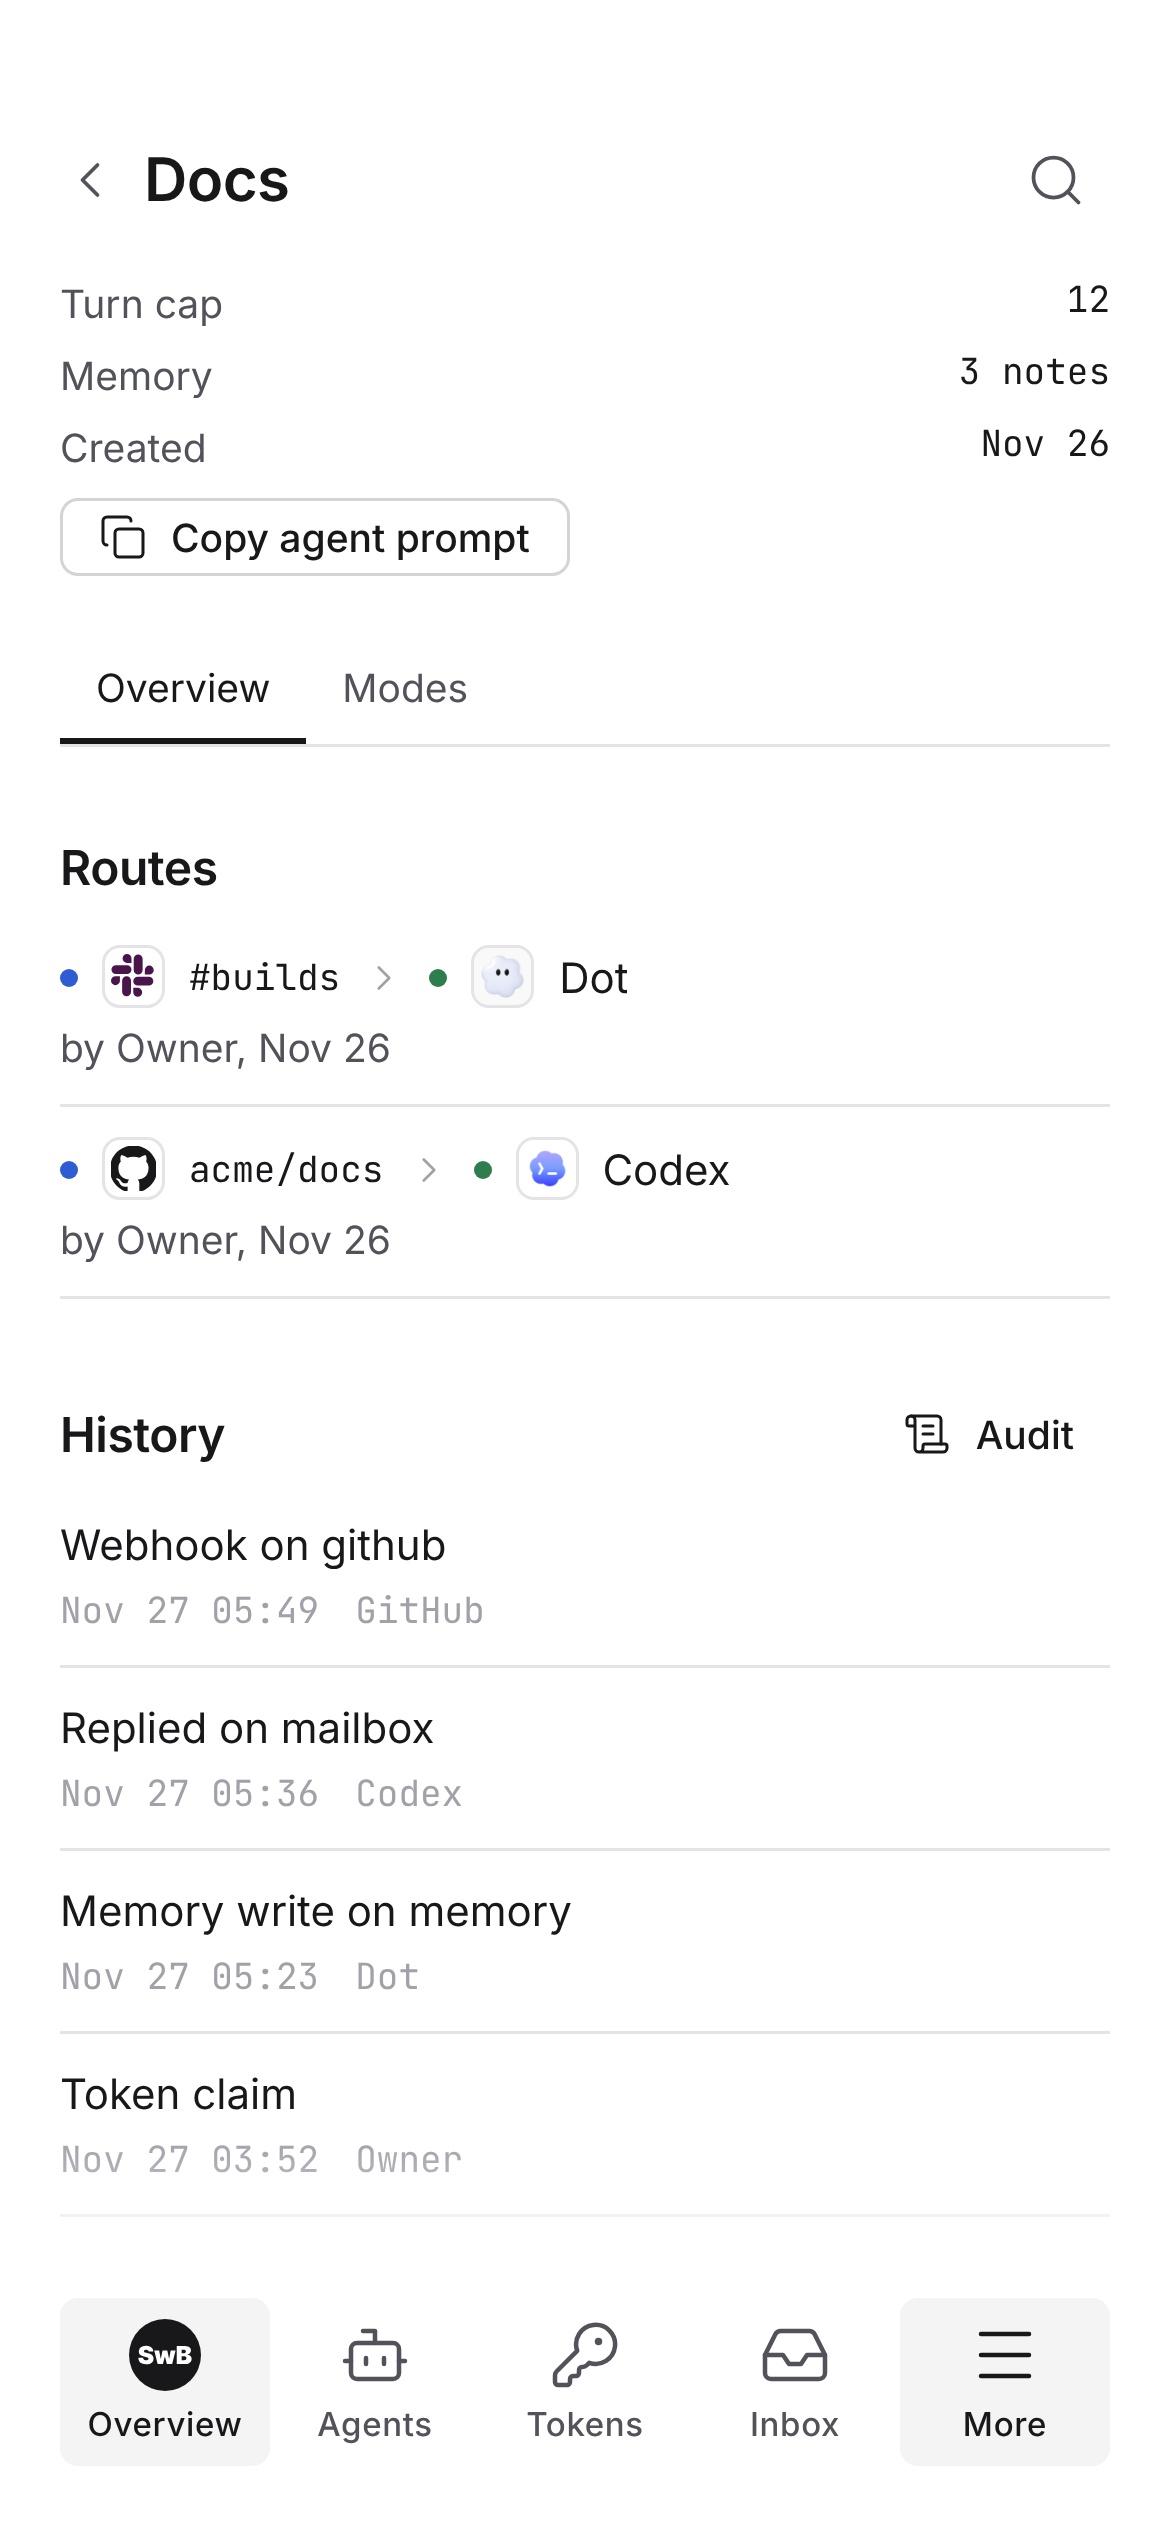 Docs
Turn cap 12
Memory 3 notes
Created Nov 26
Copy agent prompt
Overview Modes
Routes
#builds Dot
by Owner, Nov 26
acme/docs Codex
by Owner, Nov 26
History Audit
Webhook on github
Nov 27 05:49 GitHub
Replied on mailbox
Nov 27 05:36 Codex
Memory write on memory
Nov 27 05:23 Dot
Token claim
Nov 27 03:52 Owner
SwB
Overview Agents Tokens Inbox More